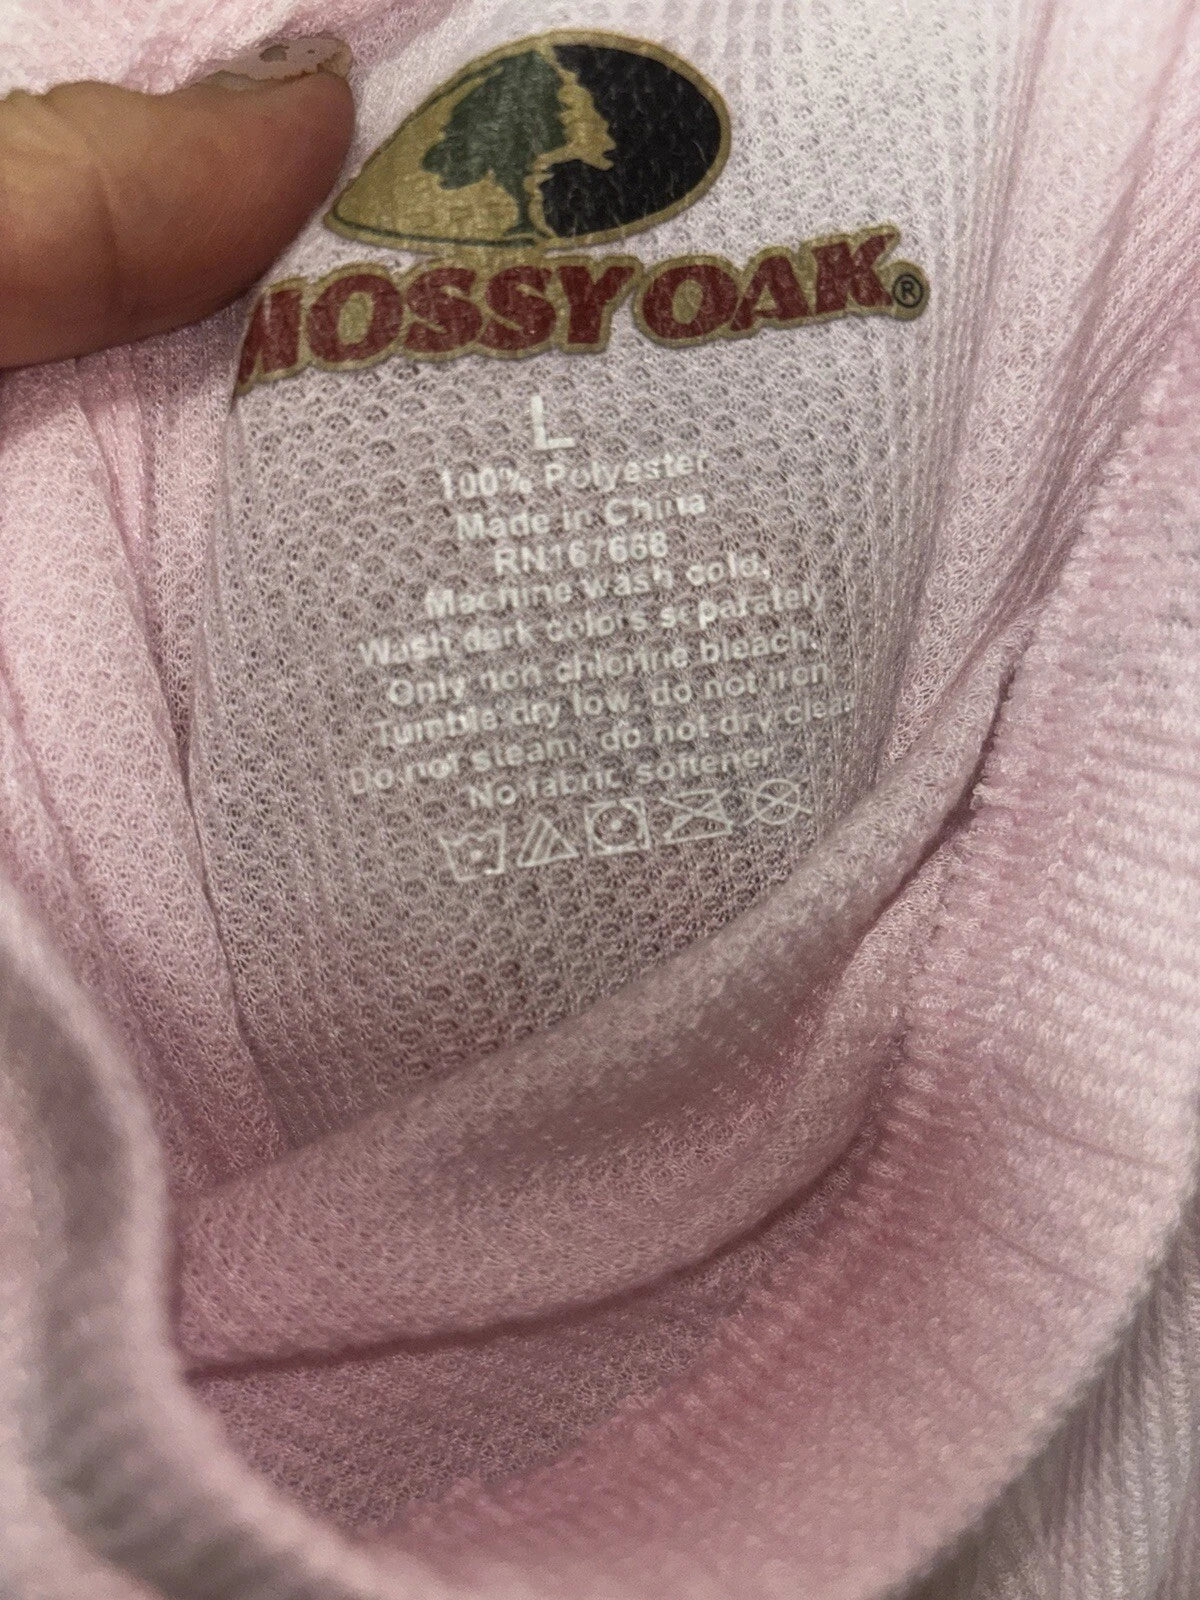 MOSSY OAK®
L
100% Polyester
Made in China
RN167668
Machine wash cold,
Wash dark colors separately
Only non chlorine bleach,
Tumble dry low, do not iron
Do not steam, do not dry clean
No fabric softener